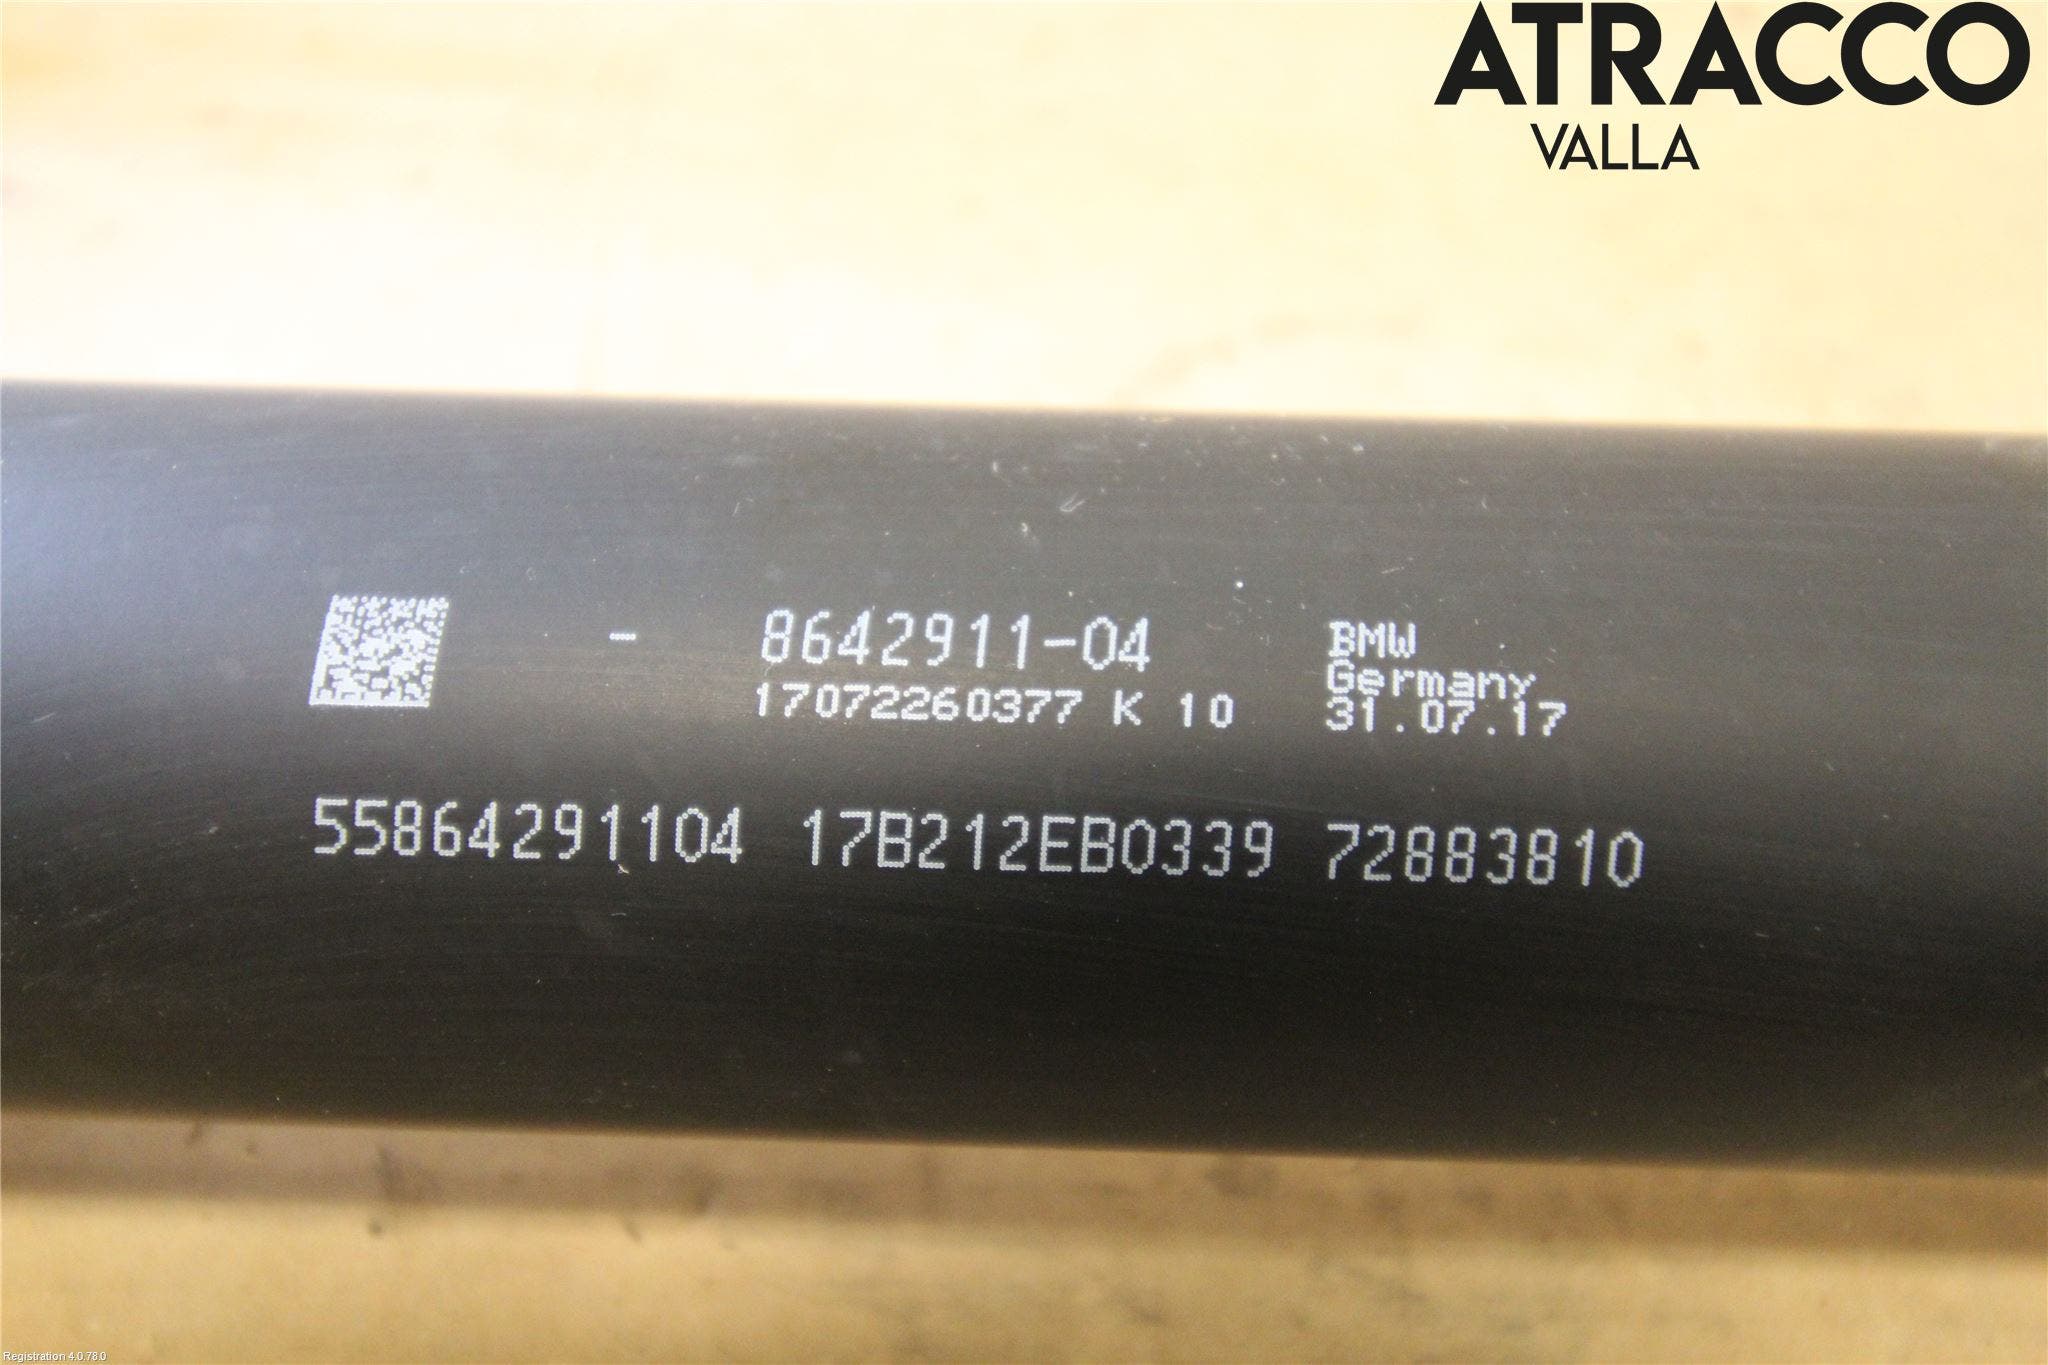 ATRACCO
VALLA
- 8642911-04
17072260377 K 10
BMW
Germany
31.07.17
55864291104 17B212EB0339 72883810
Registration 4.0.78.0